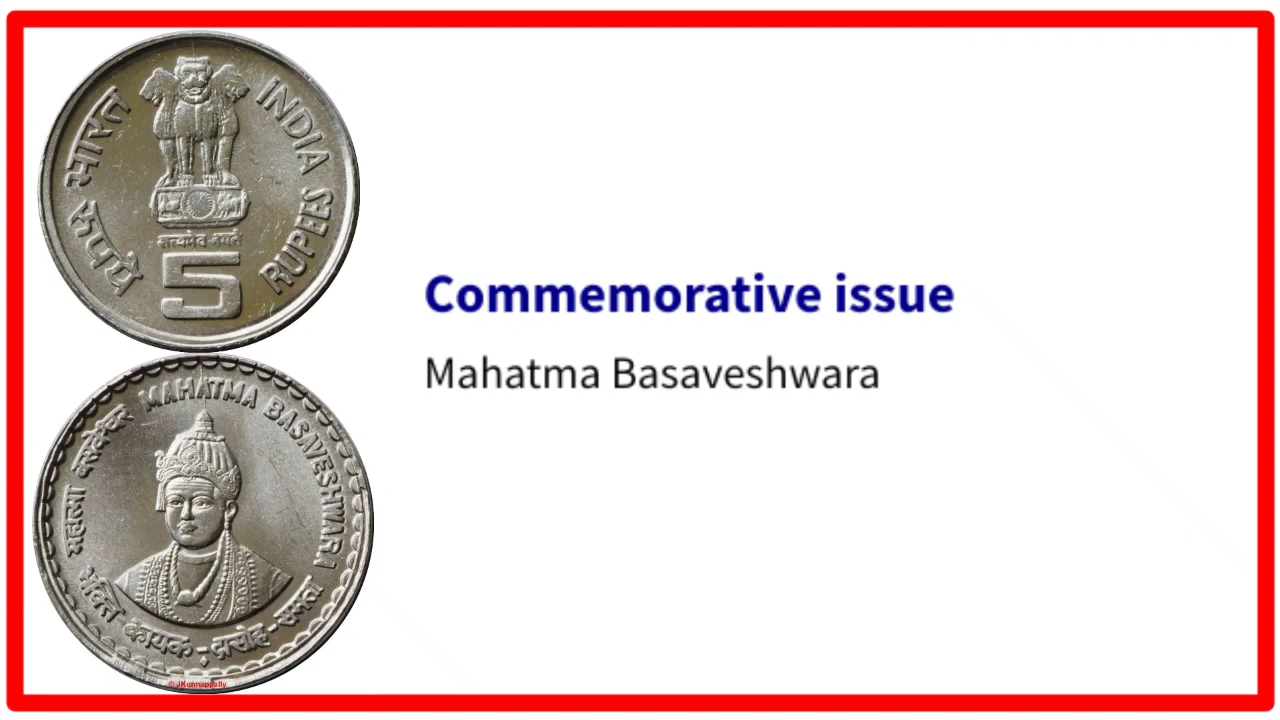 भारत INDIA
रुपये RUPEES
सत्यमेव जयते
5
Commemorative issue
Mahatma Basaveshwara
महात्मा बसवेश्वर MAHATMA BASAVESHWARA
भक्ति कायक-दासोह-समता
© JKunnappally